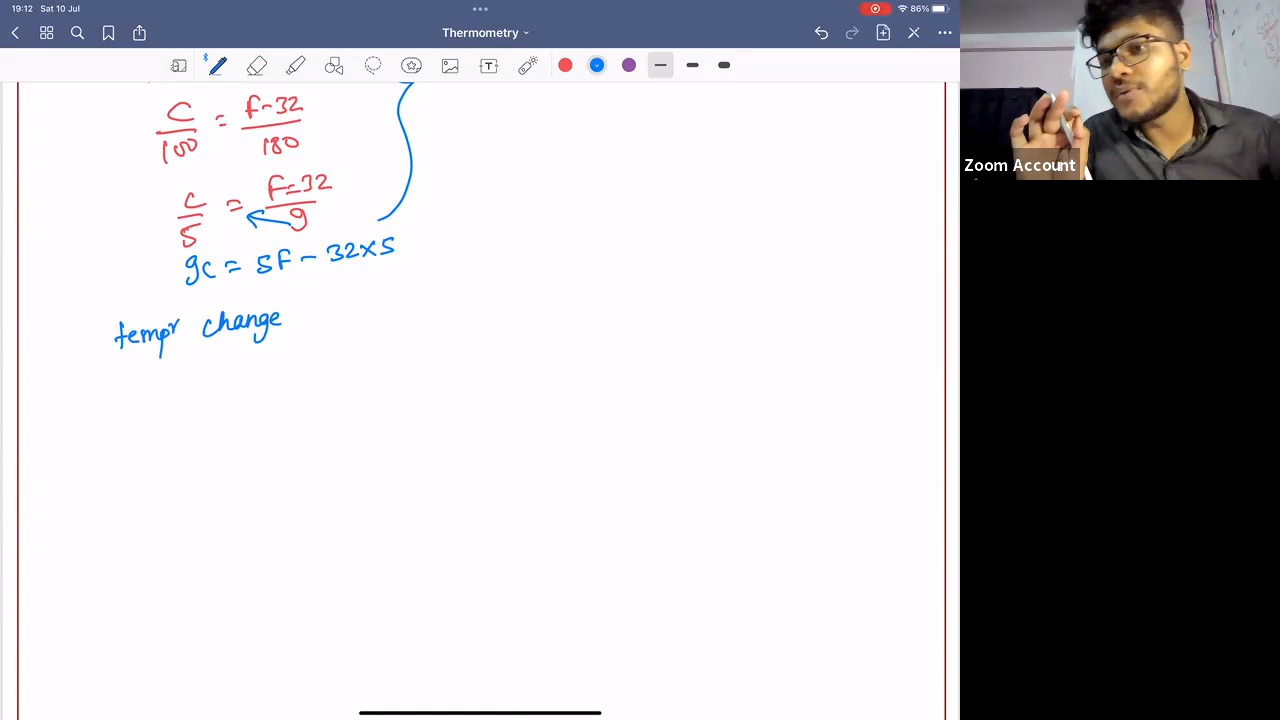 19:12 Sat 10 Jul
86%
Thermometry
C/100 = F-32/180
C/5 = F-32/9
9C = 5F - 32×5
tempr change
Zoom Account